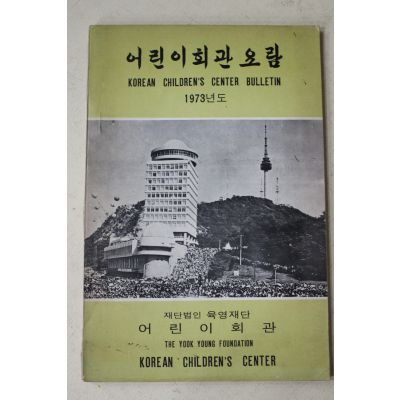 어린이회관 오람
KOREAN CHILDREN'S CENTER BULLETIN
1973년도
재단법인 육영재단
어린이회관
THE YOOK YOUNG FOUNDATION
KOREAN CHILDREN'S CENTER